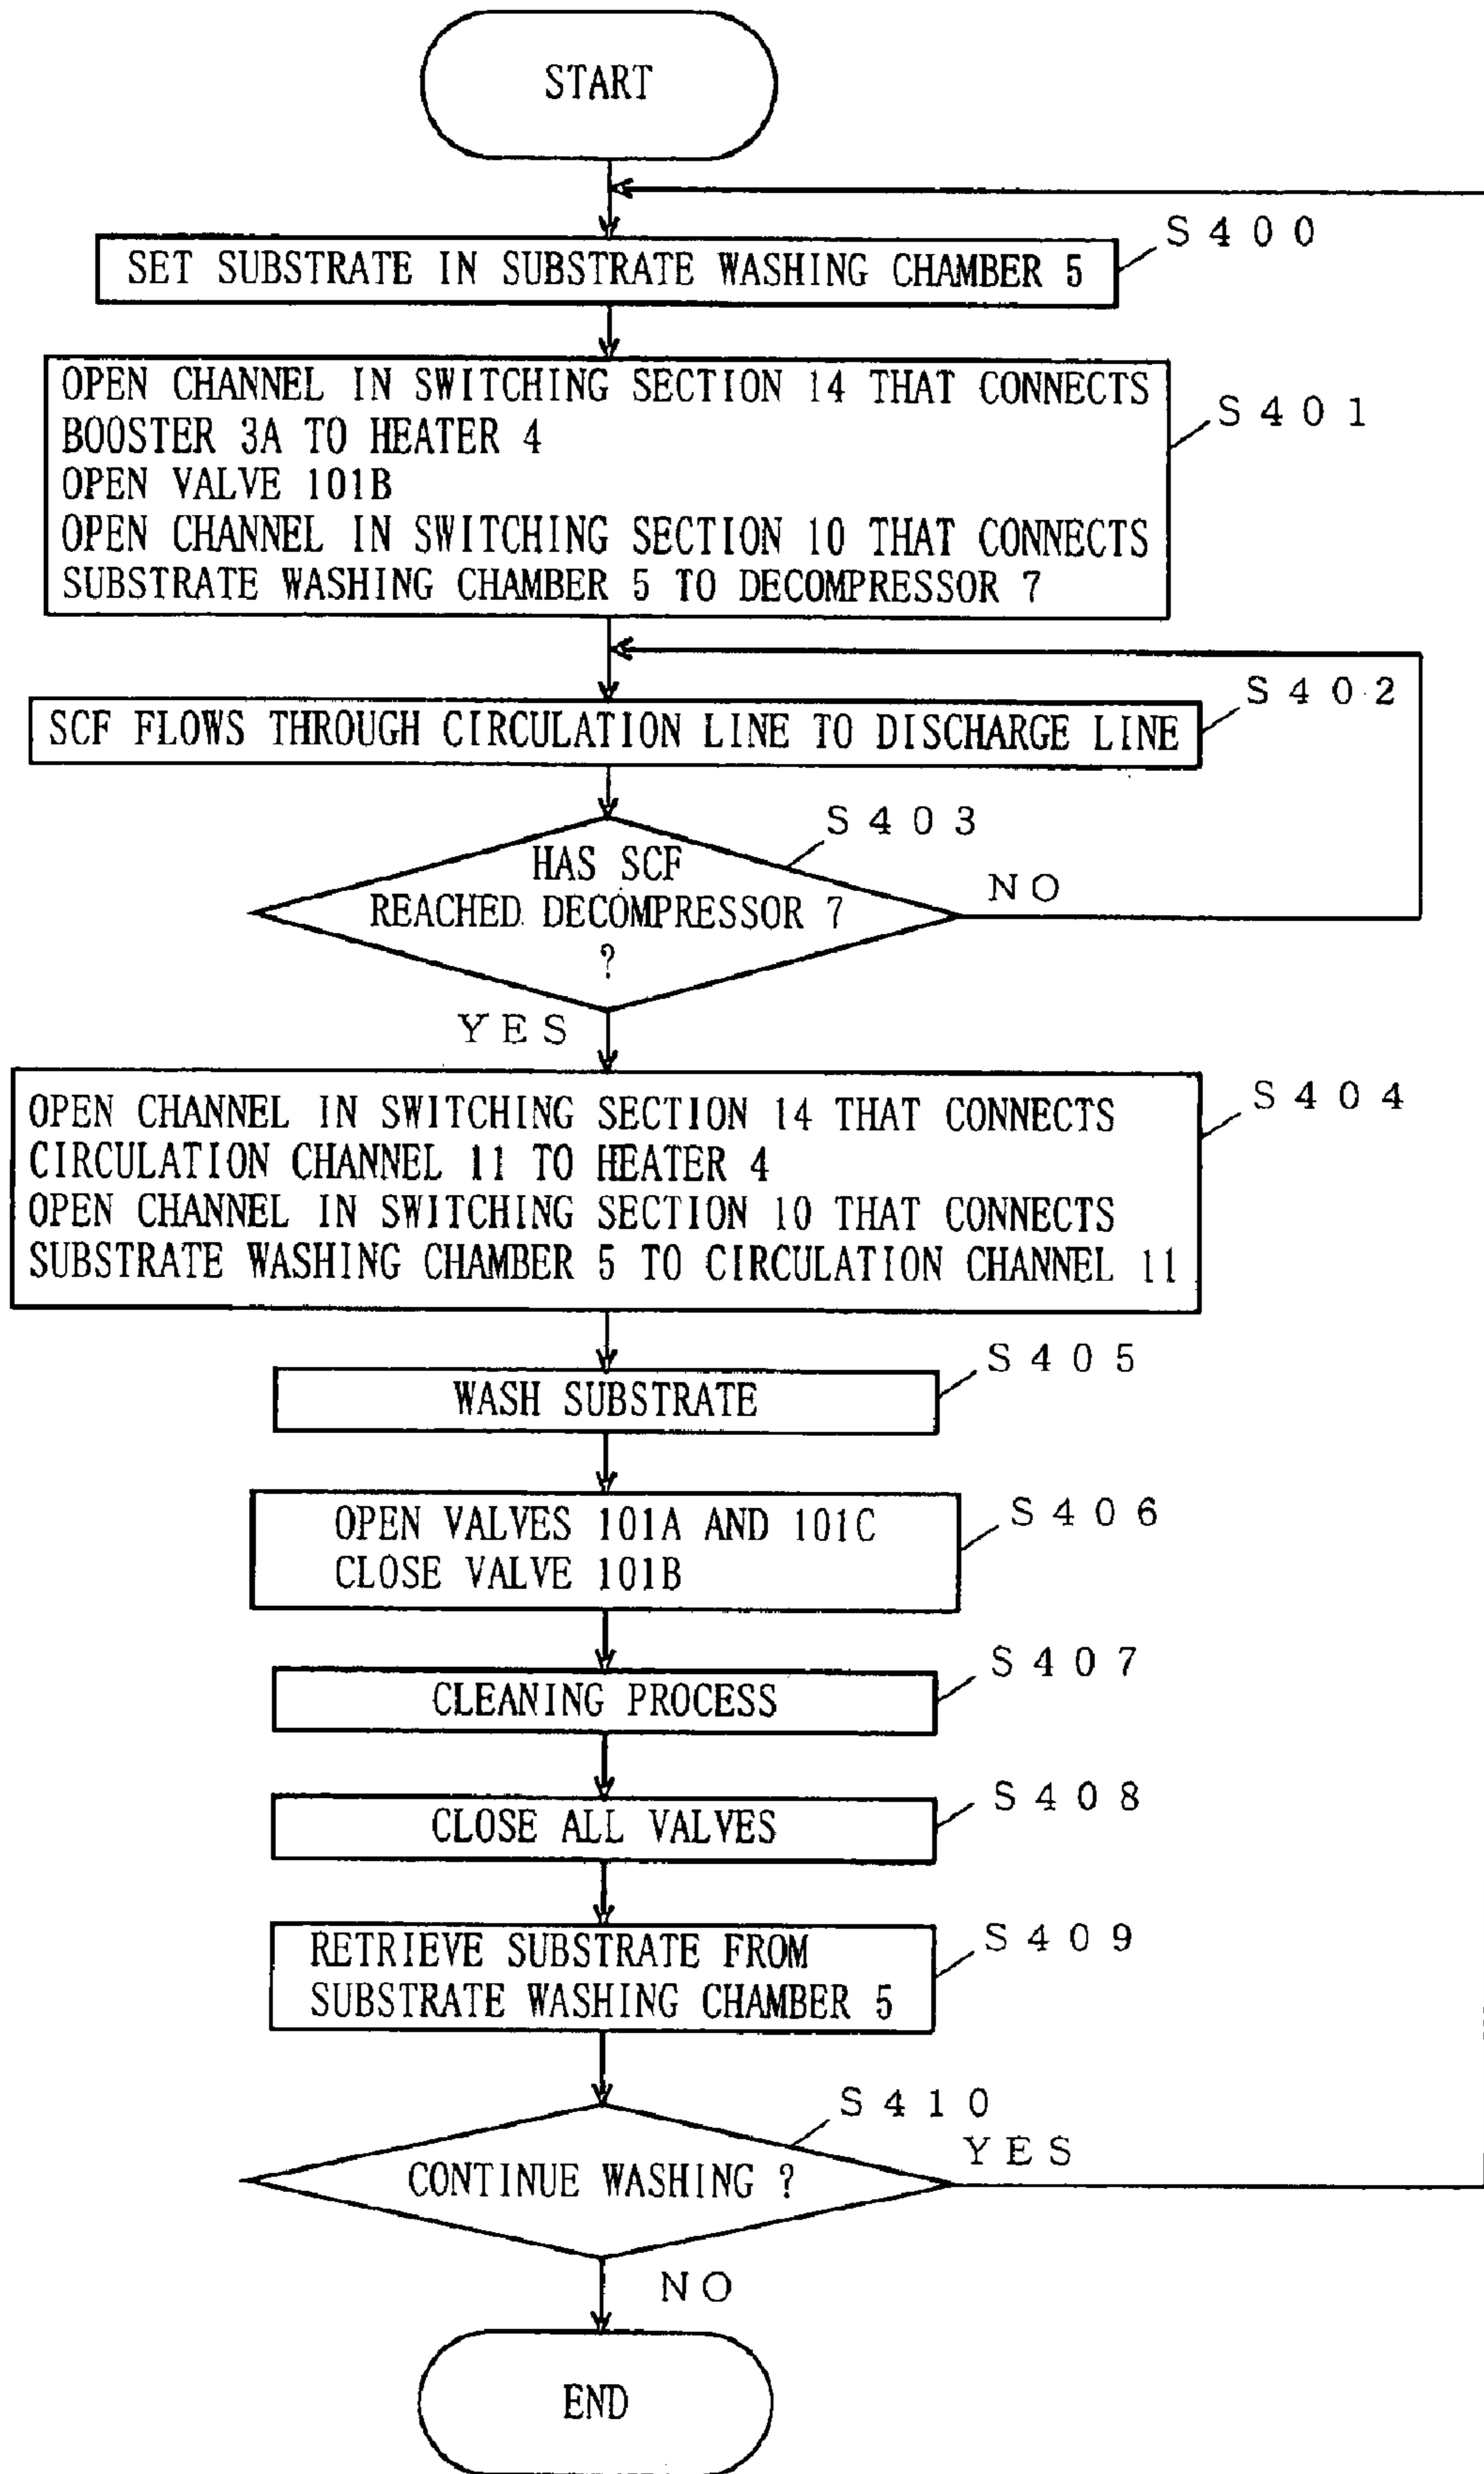 START
S400
SET SUBSTRATE IN SUBSTRATE WASHING CHAMBER 5
OPEN CHANNEL IN SWITCHING SECTION 14 THAT CONNECTS
BOOSTER 3A TO HEATER 4
OPEN VALVE 101B
OPEN CHANNEL IN SWITCHING SECTION 10 THAT CONNECTS
SUBSTRATE WASHING CHAMBER 5 TO DECOMPRESSOR 7
S401
S402
SCF FLOWS THROUGH CIRCULATION LINE TO DISCHARGE LINE
S403
HAS SCF
REACHED DECOMPRESSOR 7
?
NO
YES
S404
OPEN CHANNEL IN SWITCHING SECTION 14 THAT CONNECTS
CIRCULATION CHANNEL 11 TO HEATER 4
OPEN CHANNEL IN SWITCHING SECTION 10 THAT CONNECTS
SUBSTRATE WASHING CHAMBER 5 TO CIRCULATION CHANNEL 11
S405
WASH SUBSTRATE
S406
OPEN VALVES 101A AND 101C
CLOSE VALVE 101B
S407
CLEANING PROCESS
S408
CLOSE ALL VALVES
S409
RETRIEVE SUBSTRATE FROM
SUBSTRATE WASHING CHAMBER 5
S410
YES
CONTINUE WASHING ?
NO
END